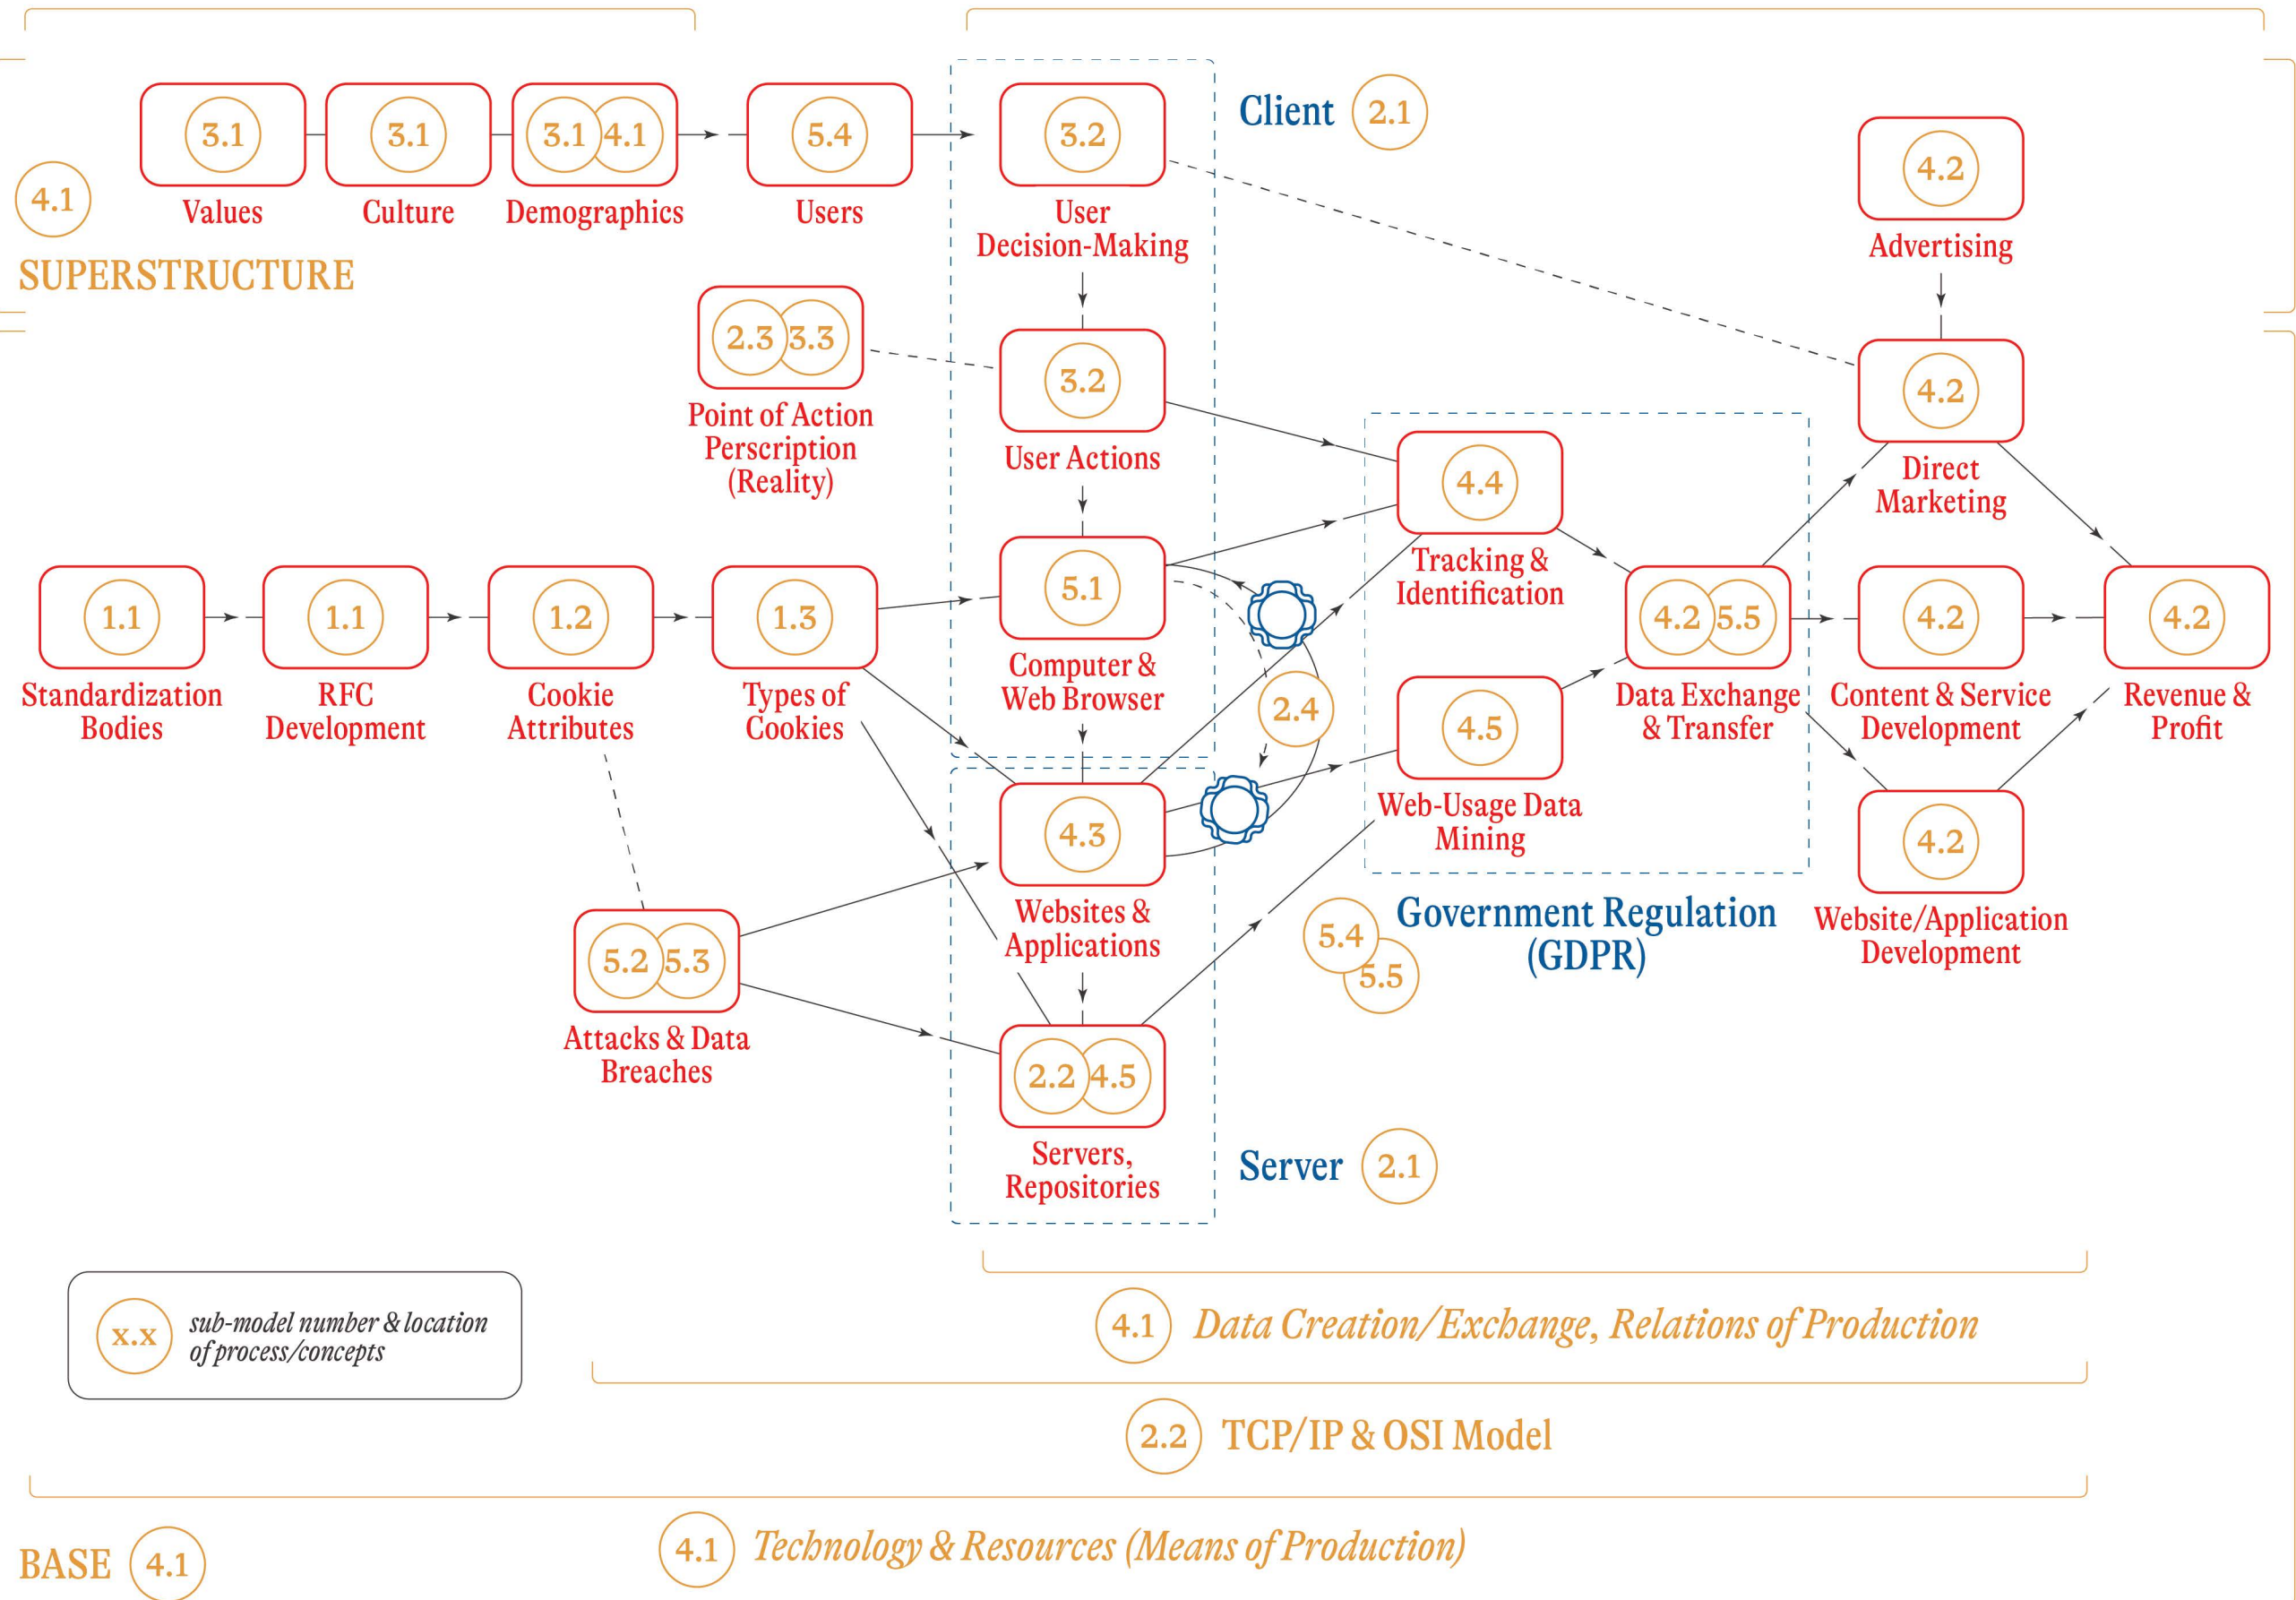 3.1
Values
3.1
Culture
3.1 4.1
Demographics
5.4
Users
3.2
User
Decision-Making
Client 2.1
4.2
Advertising
4.1
SUPERSTRUCTURE
2.3 3.3
Point of Action
Perscription
(Reality)
3.2
User Actions
4.2
Direct
Marketing
4.4
Tracking &
Identification
1.1
Standardization
Bodies
1.1
RFC
Development
1.2
Cookie
Attributes
1.3
Types of
Cookies
5.1
Computer &
Web Browser
2.4
4.5
Web-Usage Data
Mining
4.2 5.5
Data Exchange
& Transfer
4.2
Content & Service
Development
4.2
Revenue &
Profit
4.3
Websites &
Applications
4.2
Website/Application
Development
5.4
5.5
Government Regulation
(GDPR)
5.2 5.3
Attacks & Data
Breaches
2.2 4.5
Servers,
Repositories
Server 2.1
x.x
sub-model number & location
of process/concepts
4.1 Data Creation/Exchange, Relations of Production
2.2 TCP/IP & OSI Model
4.1 Technology & Resources (Means of Production)
BASE 4.1